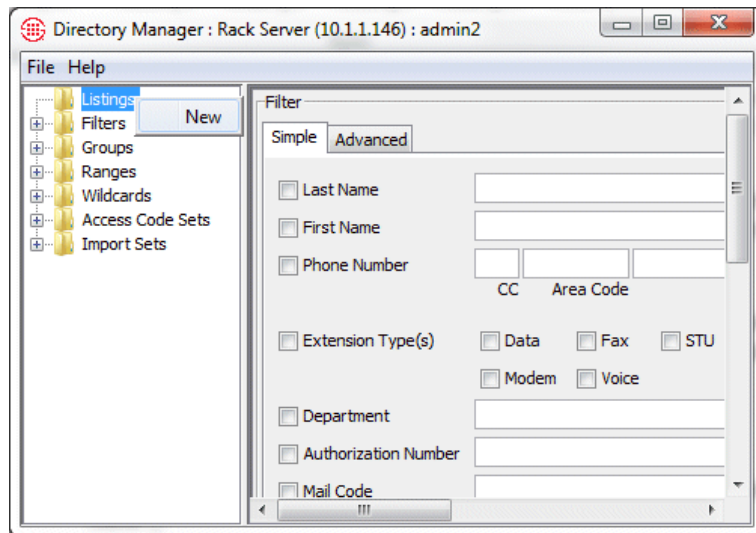 Directory Manager : Rack Server (10.1.1.146) : admin2
File Help
Listings
New
Filters
Groups
Ranges
Wildcards
Access Code Sets
Import Sets
Filter
Simple Advanced
Last Name
First Name
Phone Number
CC Area Code
Extension Type(s) Data Fax STU
Modem Voice
Department
Authorization Number
Mail Code